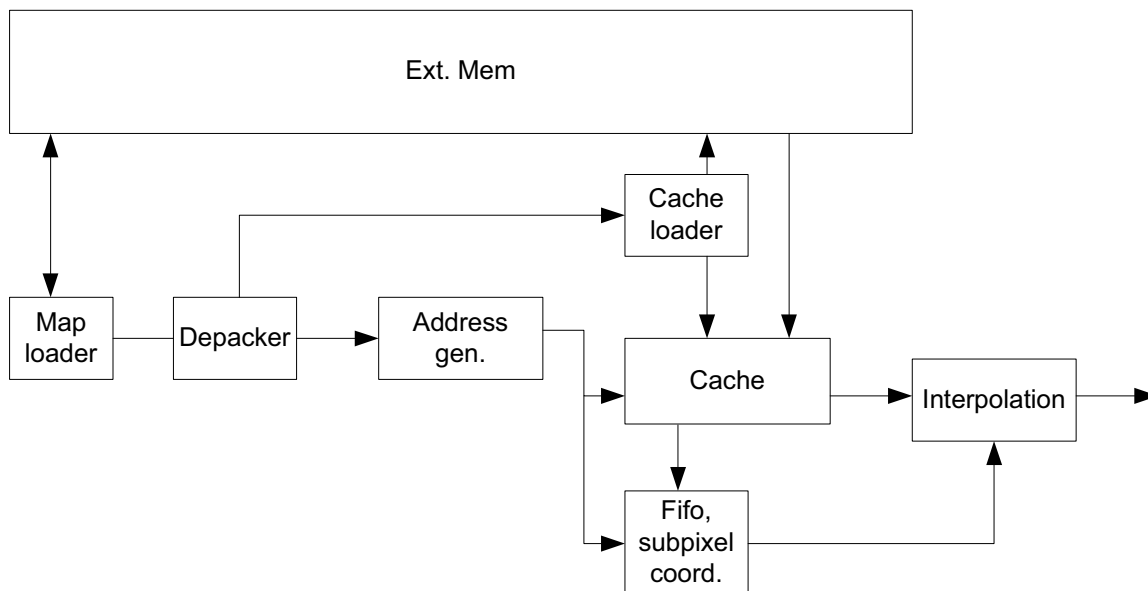 Ext. Mem
Cache
loader
Map
loader
Depacker
Address
gen.
Cache
Interpolation
Fifo,
subpixel
coord.